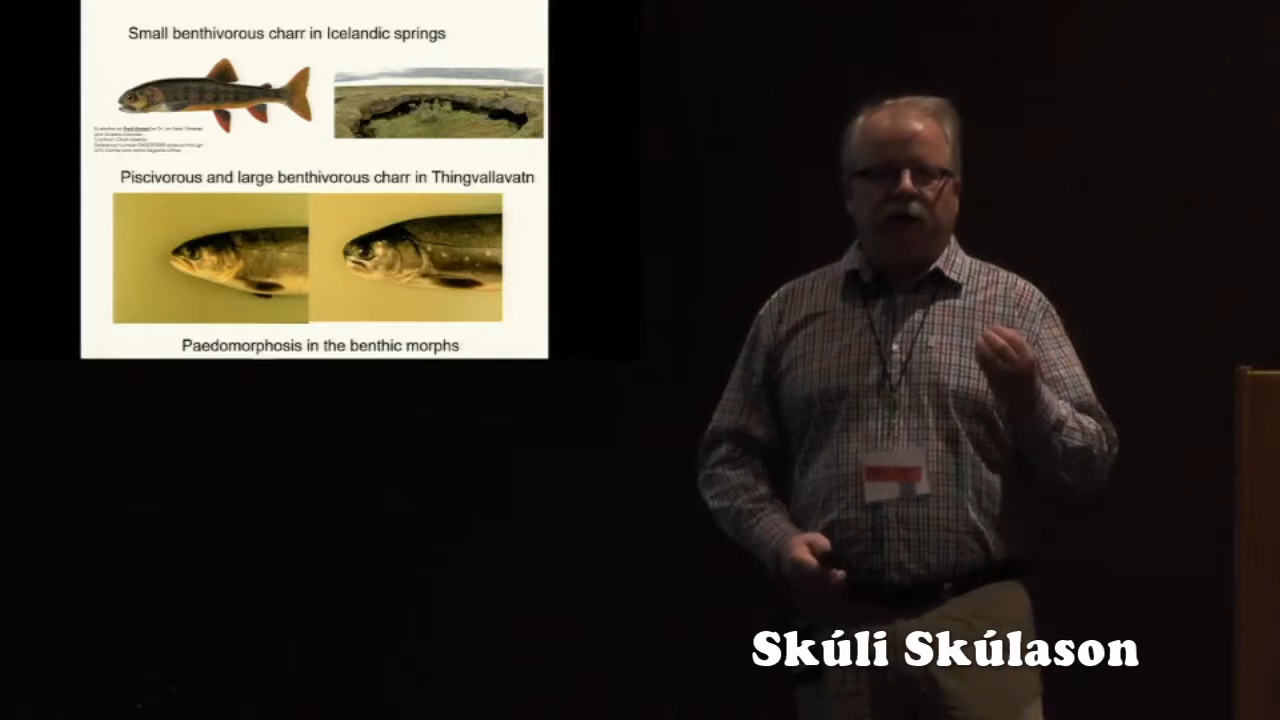 Small benthivorous charr in Icelandic springs
Piscivorous and large benthivorous charr in Thingvallavatn
Paedomorphosis in the benthic morphs
Skúli Skúlason